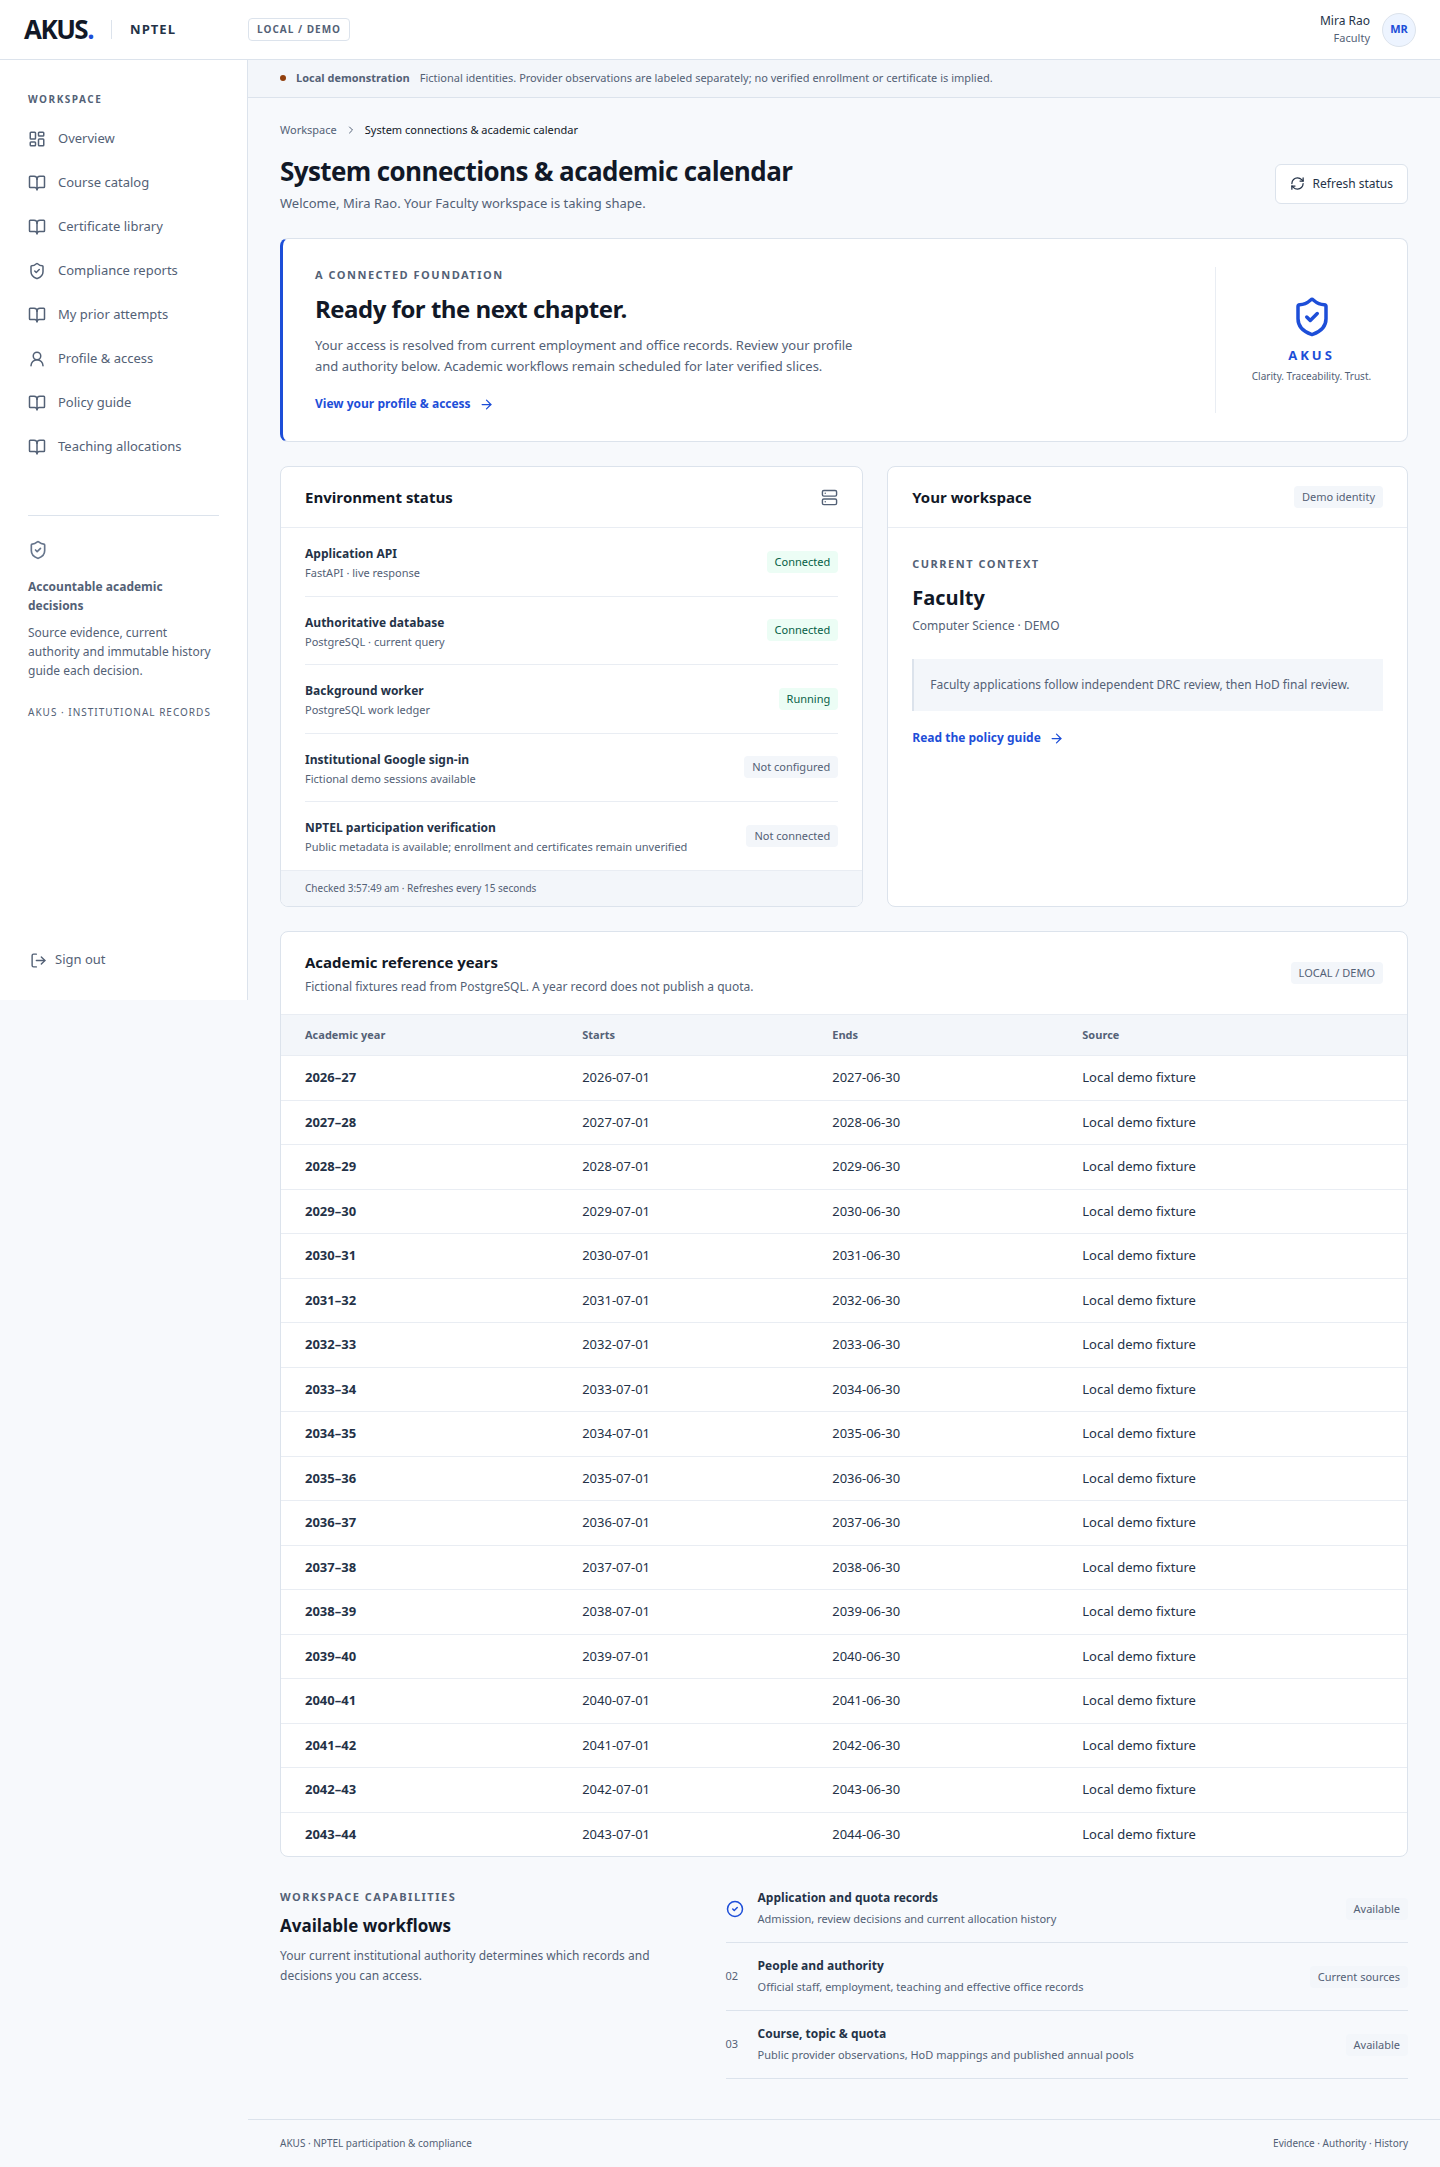 AKUS.
NPTEL
LOCAL / DEMO
Mira Rao
Faculty
MR
WORKSPACE
Overview
Course catalog
Certificate library
Compliance reports
My prior attempts
Profile & access
Policy guide
Teaching allocations
Accountable academic
decisions
Source evidence, current
authority and immutable history
guide each decision.
AKUS · INSTITUTIONAL RECORDS
Sign out
Local demonstration Fictional identities. Provider observations are labeled separately; no verified enrollment or certificate is implied.
Workspace > System connections & academic calendar
System connections & academic calendar
Welcome, Mira Rao. Your Faculty workspace is taking shape.
Refresh status
A CONNECTED FOUNDATION
Ready for the next chapter.
Your access is resolved from current employment and office records. Review your profile
and authority below. Academic workflows remain scheduled for later verified slices.
View your profile & access →
AKUS
Clarity. Traceability. Trust.
Environment status
Application API
FastAPI · live response
Connected
Authoritative database
PostgreSQL · current query
Connected
Background worker
PostgreSQL work ledger
Running
Institutional Google sign-in
Fictional demo sessions available
Not configured
NPTEL participation verification
Public metadata is available; enrollment and certificates remain unverified
Not connected
Checked 3:57:49 am · Refreshes every 15 seconds
Your workspace
Demo identity
CURRENT CONTEXT
Faculty
Computer Science · DEMO
Faculty applications follow independent DRC review, then HoD final review.
Read the policy guide →
Academic reference years
Fictional fixtures read from PostgreSQL. A year record does not publish a quota.
LOCAL / DEMO
Academic year Starts Ends Source
2026–27 2026-07-01 2027-06-30 Local demo fixture
2027–28 2027-07-01 2028-06-30 Local demo fixture
2028–29 2028-07-01 2029-06-30 Local demo fixture
2029–30 2029-07-01 2030-06-30 Local demo fixture
2030–31 2030-07-01 2031-06-30 Local demo fixture
2031–32 2031-07-01 2032-06-30 Local demo fixture
2032–33 2032-07-01 2033-06-30 Local demo fixture
2033–34 2033-07-01 2034-06-30 Local demo fixture
2034–35 2034-07-01 2035-06-30 Local demo fixture
2035–36 2035-07-01 2036-06-30 Local demo fixture
2036–37 2036-07-01 2037-06-30 Local demo fixture
2037–38 2037-07-01 2038-06-30 Local demo fixture
2038–39 2038-07-01 2039-06-30 Local demo fixture
2039–40 2039-07-01 2040-06-30 Local demo fixture
2040–41 2040-07-01 2041-06-30 Local demo fixture
2041–42 2041-07-01 2042-06-30 Local demo fixture
2042–43 2042-07-01 2043-06-30 Local demo fixture
2043–44 2043-07-01 2044-06-30 Local demo fixture
WORKSPACE CAPABILITIES
Available workflows
Your current institutional authority determines which records and
decisions you can access.
Application and quota records
Admission, review decisions and current allocation history
Available
02
People and authority
Official staff, employment, teaching and effective office records
Current sources
03
Course, topic & quota
Public provider observations, HoD mappings and published annual pools
Available
AKUS · NPTEL participation & compliance
Evidence · Authority · History